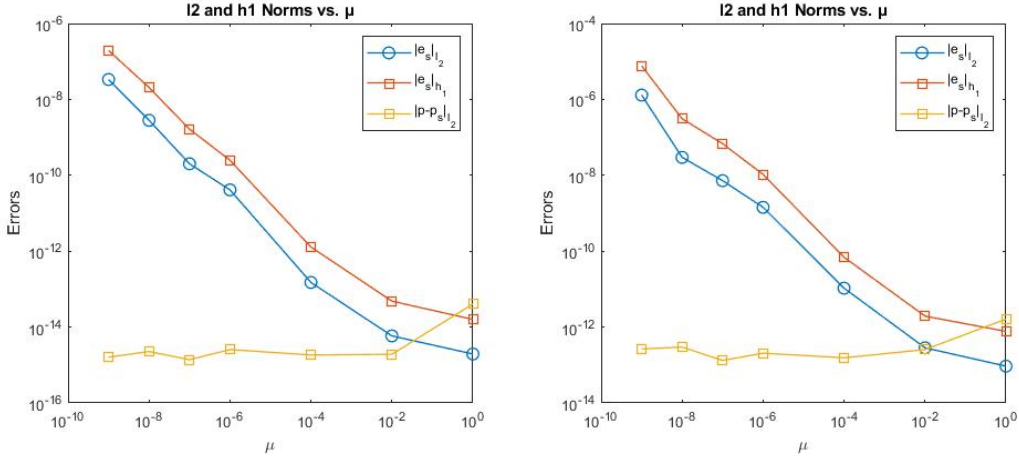 l2 and h1 Norms vs. μ
10^-6
10^-8
10^-10
10^-12
10^-14
10^-16
Errors
|e_s|_l_2
|e_s|_h_1
|p-p_s|_l_2
10^-10
10^-8
10^-6
10^-4
10^-2
10^0
μ
l2 and h1 Norms vs. μ
10^-4
10^-6
10^-8
10^-10
10^-12
10^-14
Errors
|e_s|_l_2
|e_s|_h_1
|p-p_s|_l_2
10^-10
10^-8
10^-6
10^-4
10^-2
10^0
μ